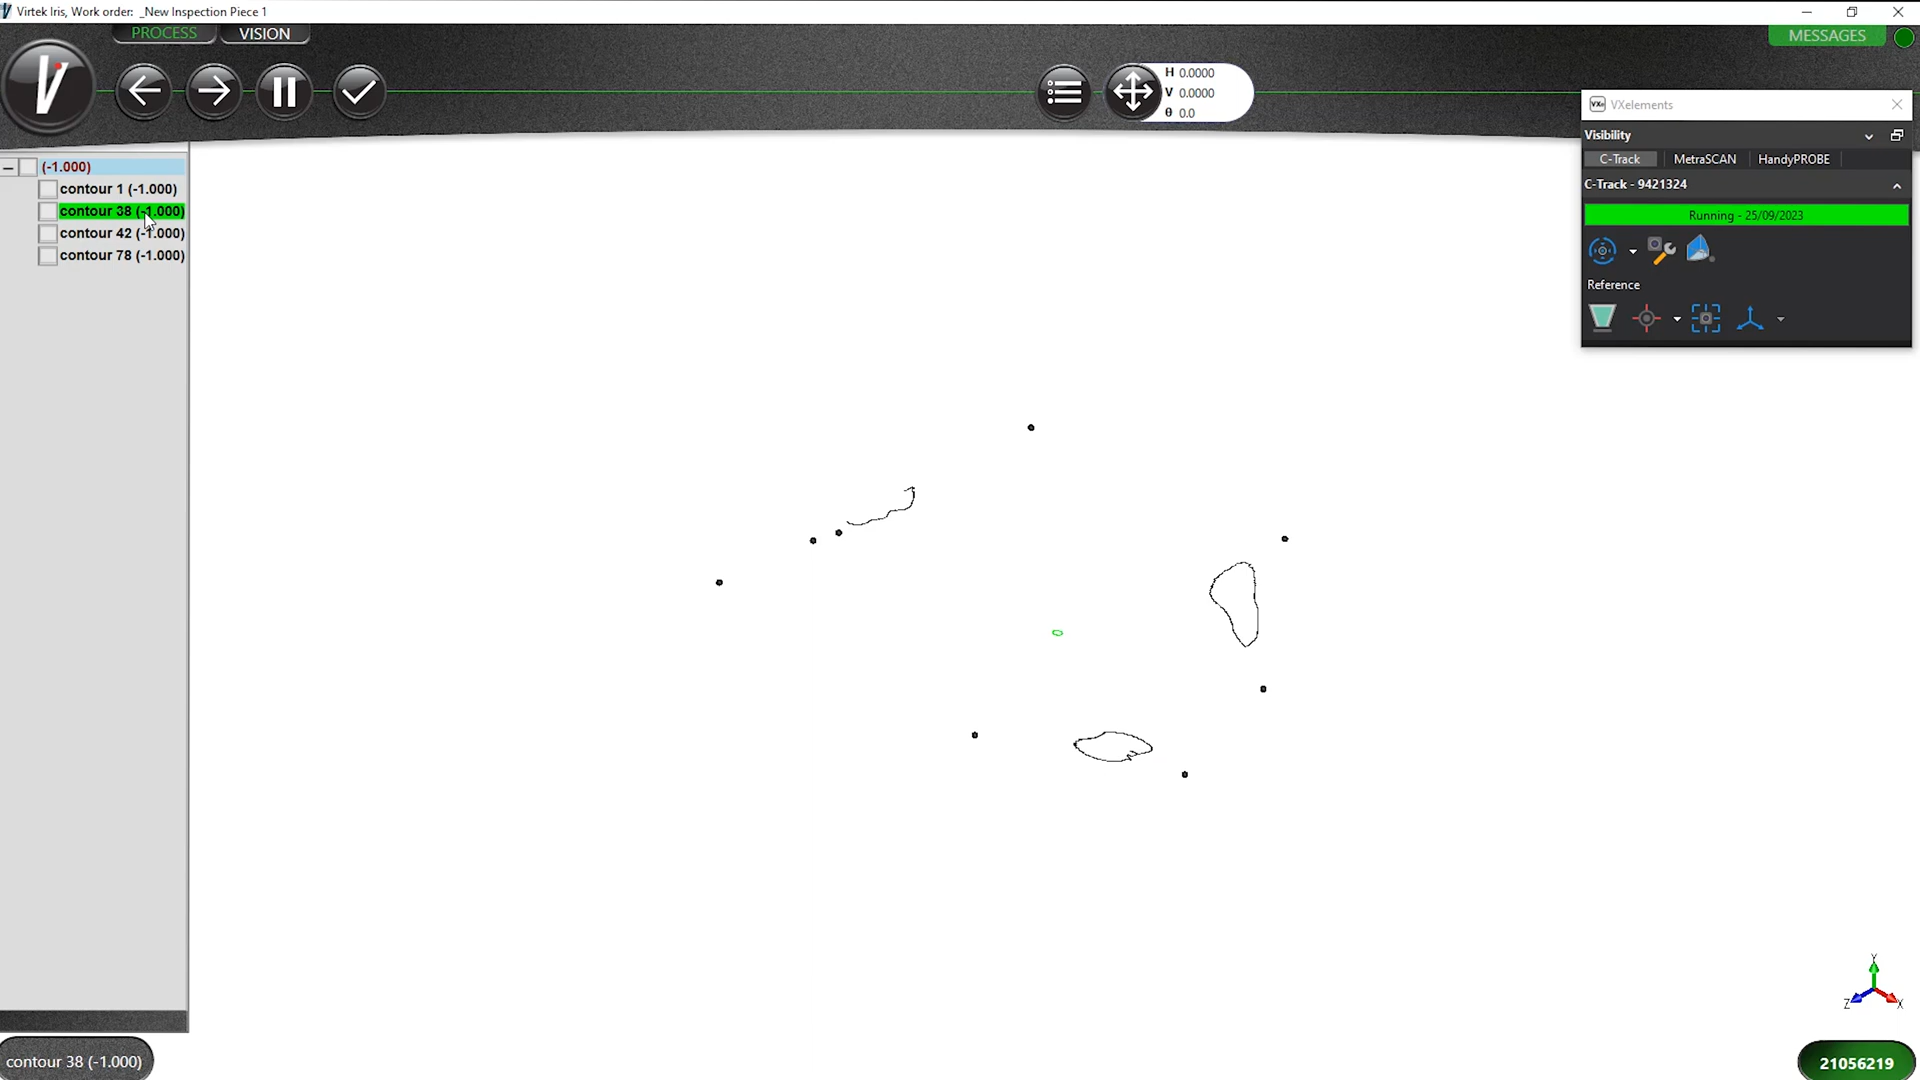 Virtek Iris, Work order: _New Inspection Piece 1
PROCESS
VISION
MESSAGES
H 0.0000
V 0.0000
θ 0.0
VXelements
Visibility
C-Track
MetraSCAN
HandyPROBE
C-Track - 9421324
Running - 25/09/2023
Reference
(-1.000)
contour 1 (-1.000)
contour 38 (-1.000)
contour 42 (-1.000)
contour 78 (-1.000)
Y
Z
X
contour 38 (-1.000)
21056219